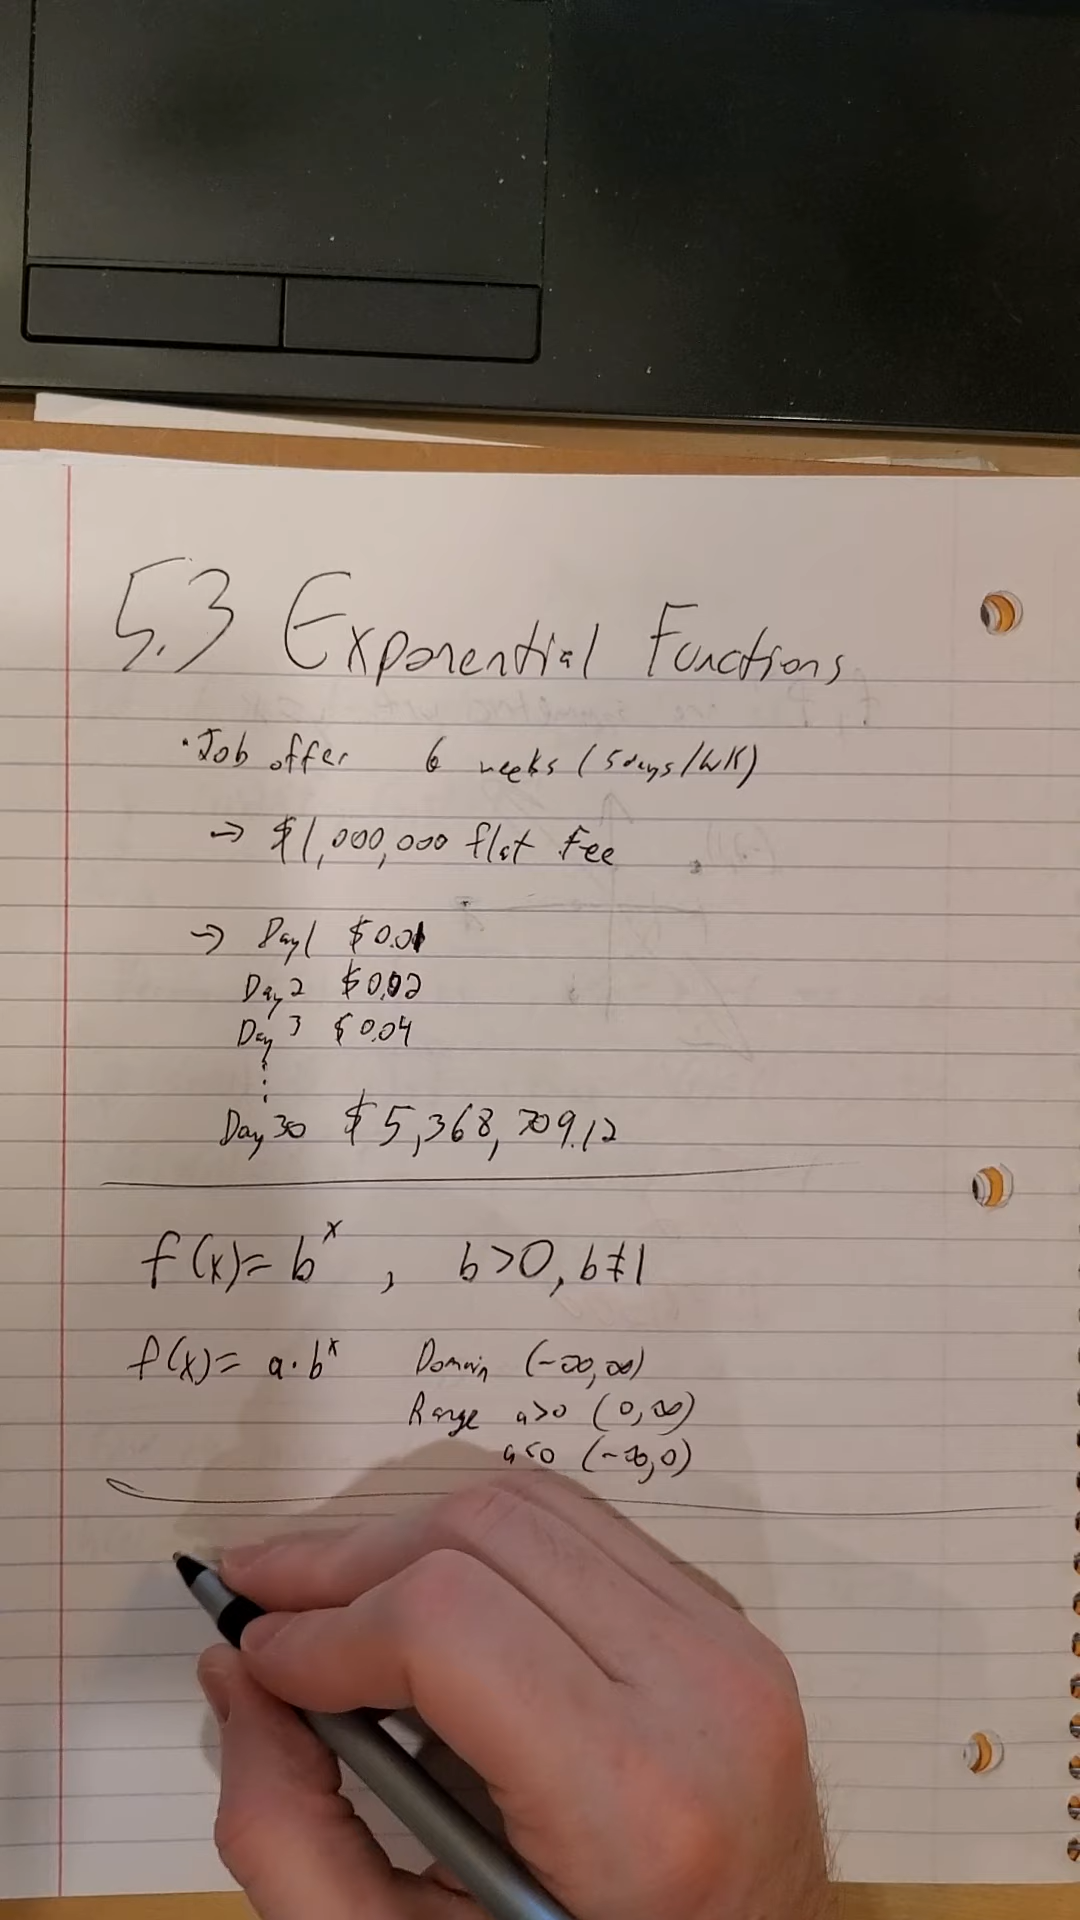 5.3 Exponential Functions
· Job offer 6 weeks (5 days/wk)
→ $1,000,000 flat Fee
→ Day 1 $0.01
Day 2 $0.02
Day 3 $0.04
⋮
Day 30 $5,368,709.12
f(x)= b^x , b>0, b≠1
f(x)= a·b^x Domain (-∞,∞)
Range a>0 (0,∞)
a<0 (-∞,0)